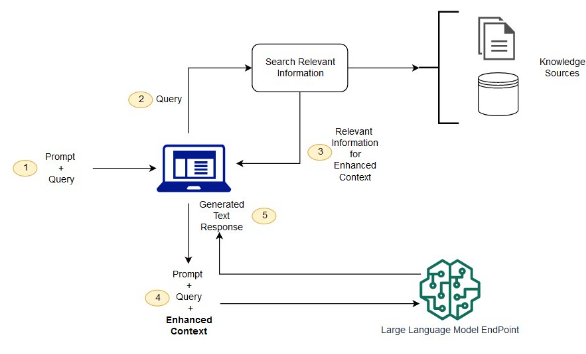 Search Relevant
Information
Knowledge
Sources
2 Query
3
Relevant
Information
for
Enhanced
Context
1
Prompt
+
Query
Generated
Text
Response
5
4
Prompt
+
Query
+
Enhanced
Context
Large Language Model EndPoint